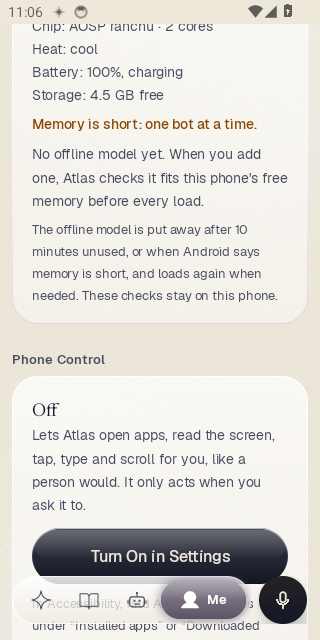 11:06
Chip: AOSP ranchu · 2 cores
Heat: cool
Battery: 100%, charging
Storage: 4.5 GB free
Memory is short: one bot at a time.
No offline model yet. When you add
one, Atlas checks it fits this phone's free
memory before every load.
The offline model is put away after 10
minutes unused, or when Android says
memory is short, and loads again when
needed. These checks stay on this phone.
Phone Control
Off
Lets Atlas open apps, read the screen,
tap, type and scroll for you, like a
person would. It only acts when you
ask it to.
Turn On in Settings
In Accessibility, find A
Me
under "Installed apps" or "Downloaded